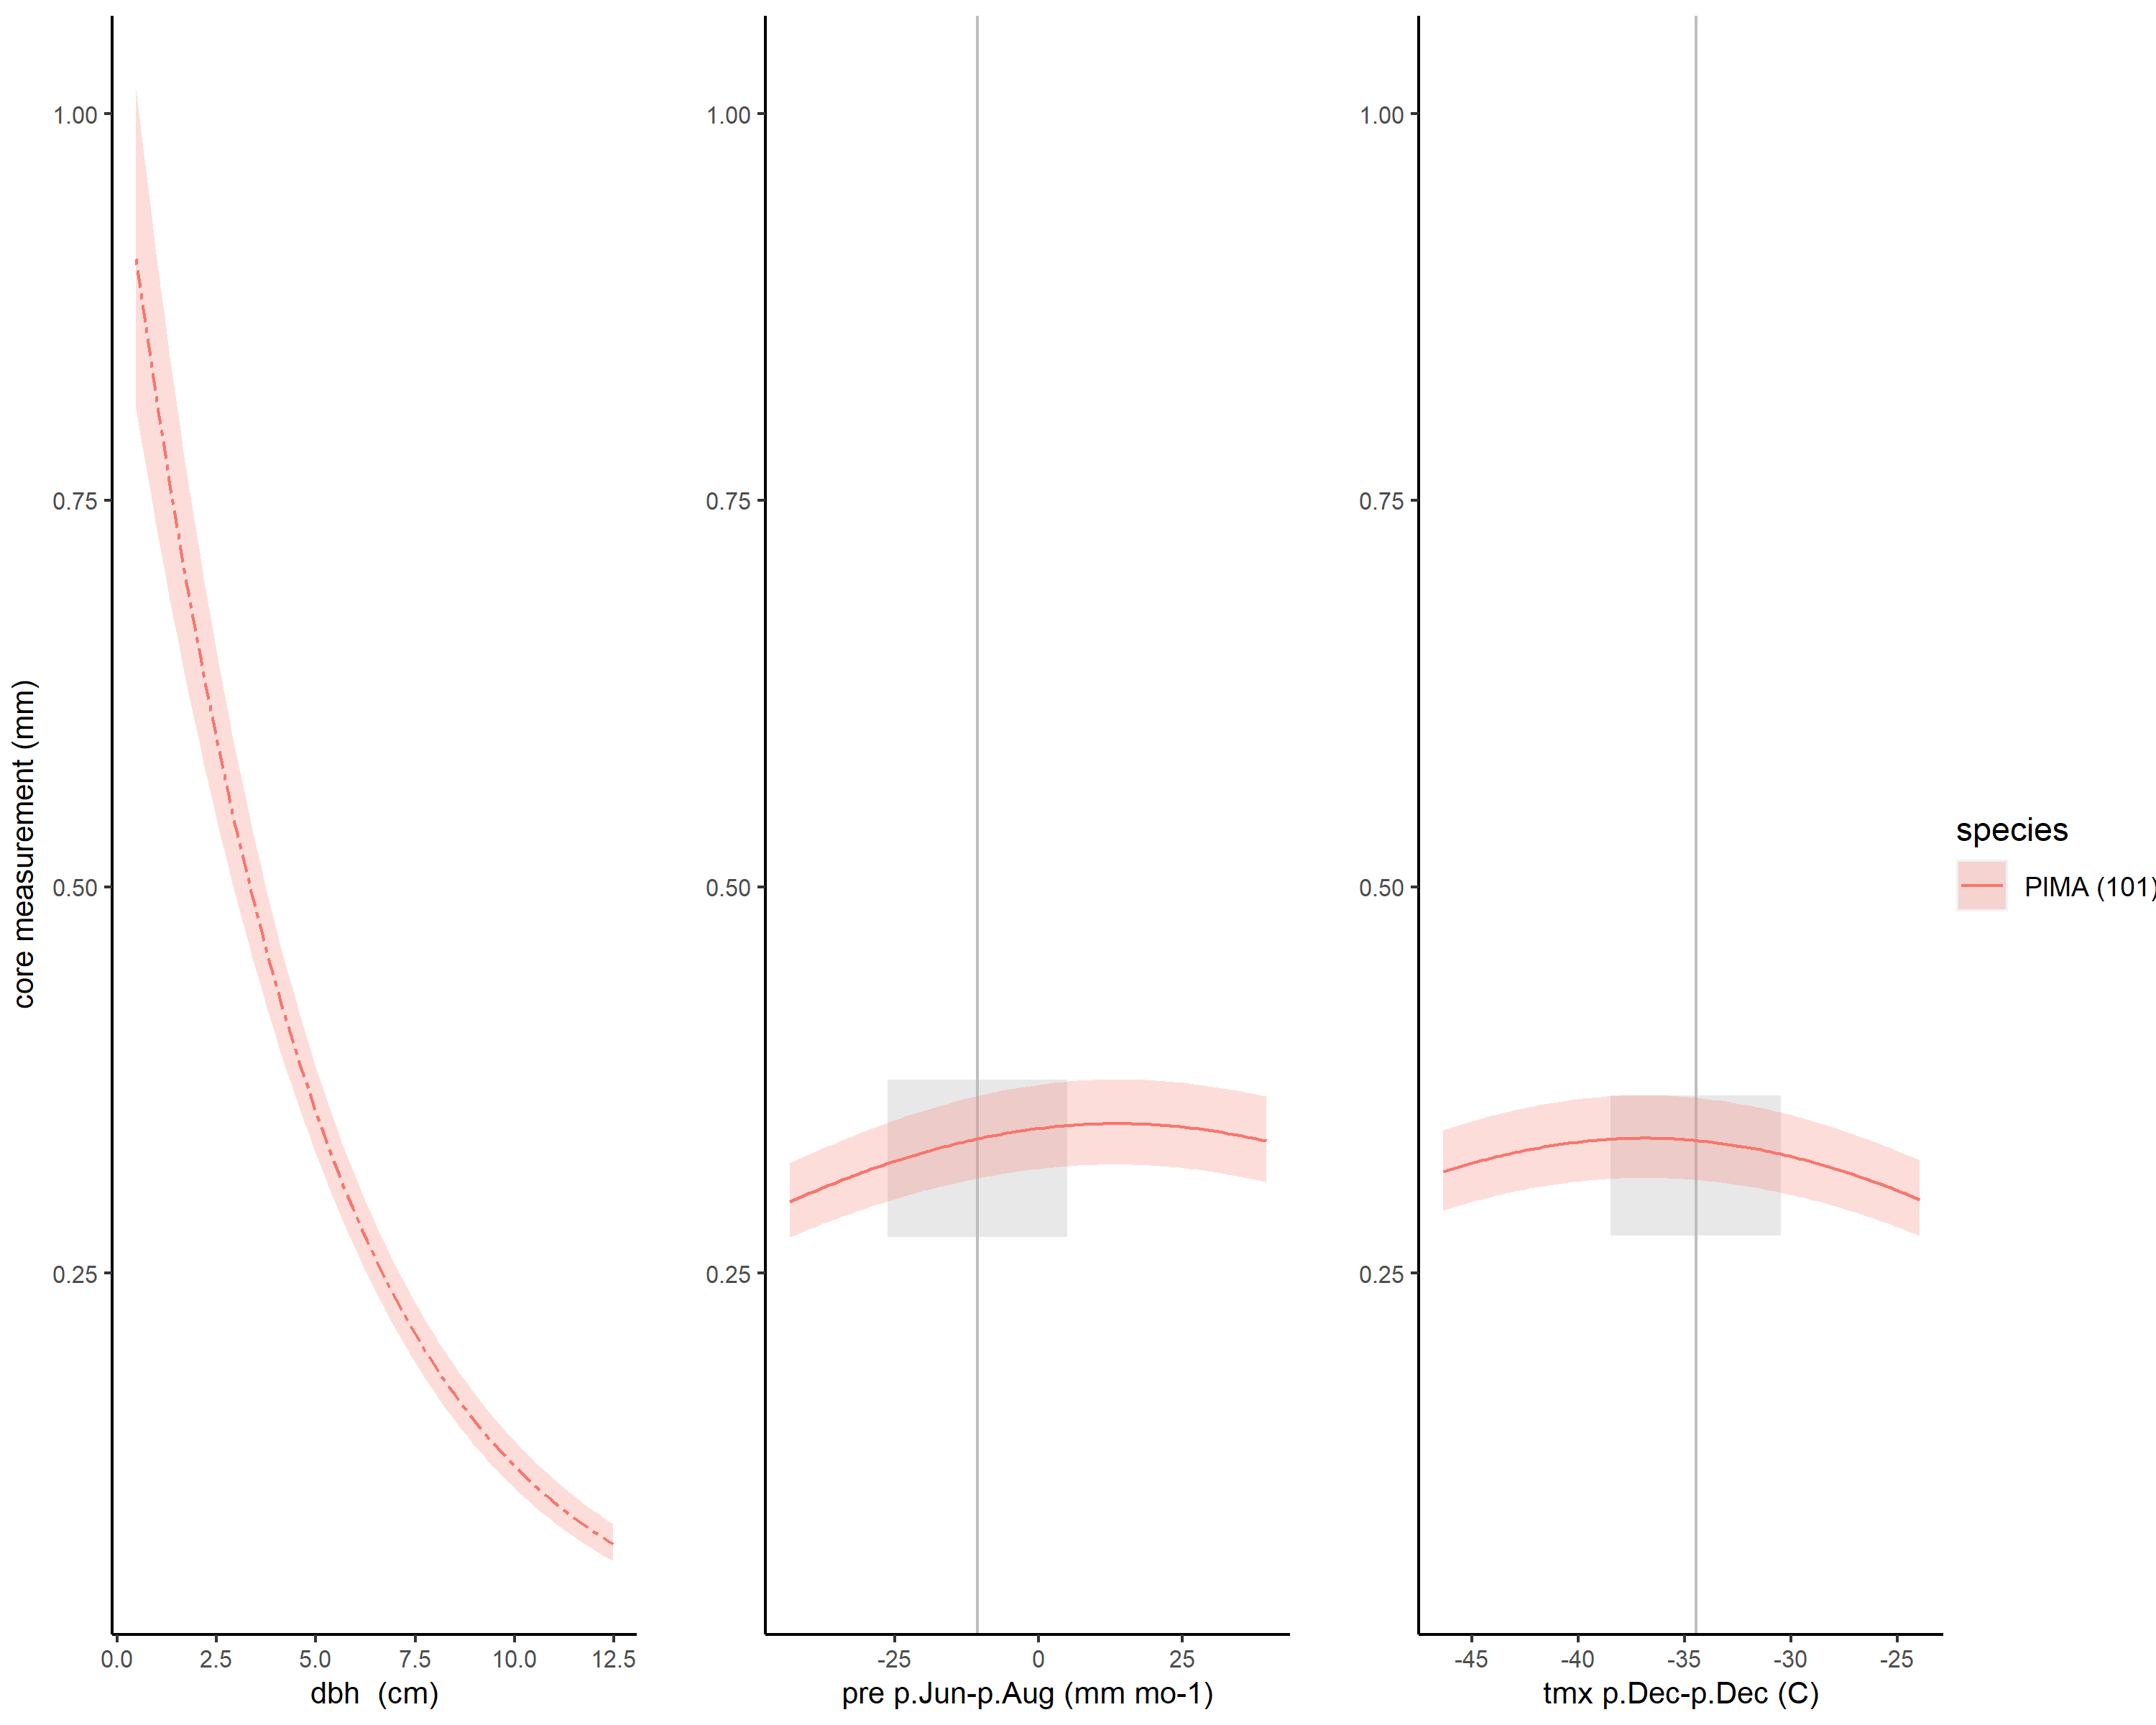 core measurement (mm)
1.00
0.75
0.50
0.25
0.0 2.5 5.0 7.5 10.0 12.5
dbh (cm)
1.00
0.75
0.50
0.25
-25 0 25
pre p.Jun-p.Aug (mm mo-1)
1.00
0.75
0.50
0.25
-45 -40 -35 -30 -25
tmx p.Dec-p.Dec (C)
species
PIMA (101)